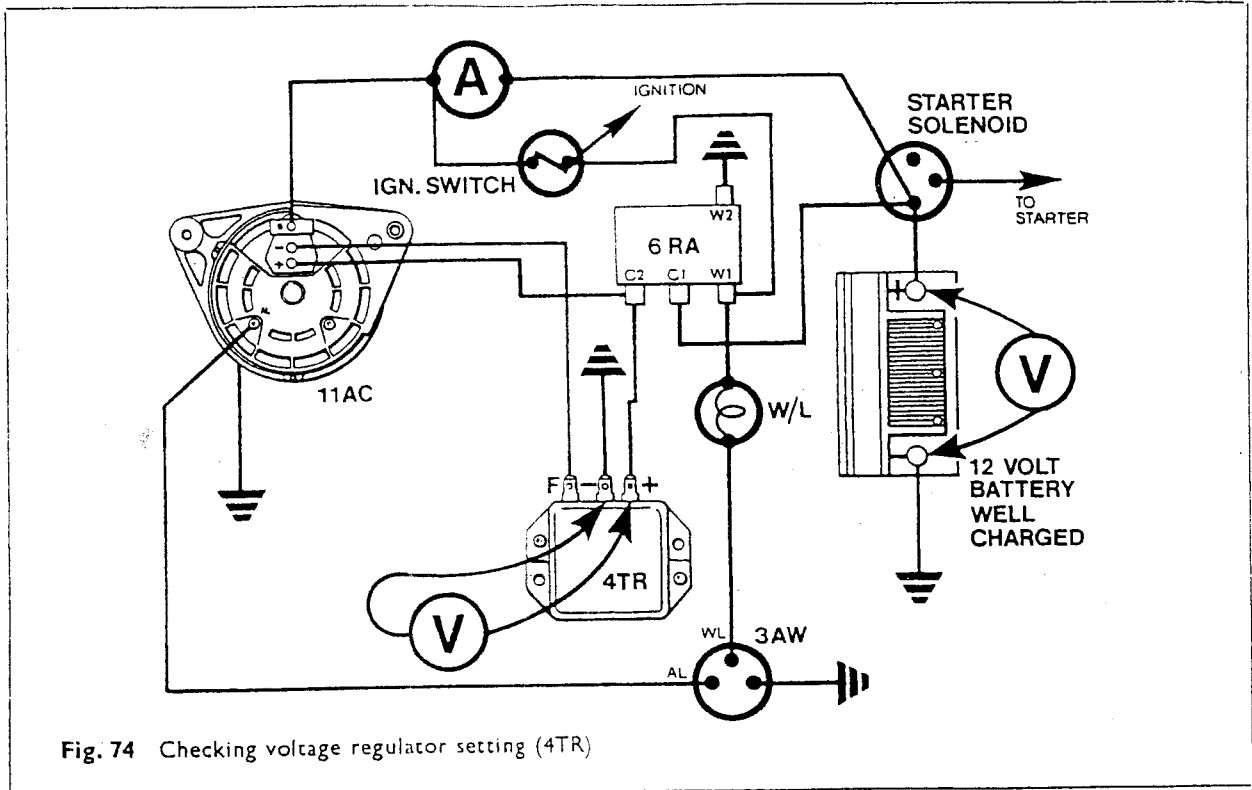 A
IGNITION
STARTER
SOLENOID
IGN. SWITCH
TO
STARTER
W2
6 RA
C2 C1 W1
-
+
AL
11AC
+
V
W/L
12 VOLT
BATTERY
WELL
CHARGED
F - +
4TR
V
WL 3AW
AL
Fig. 74 Checking voltage regulator setting (4TR)